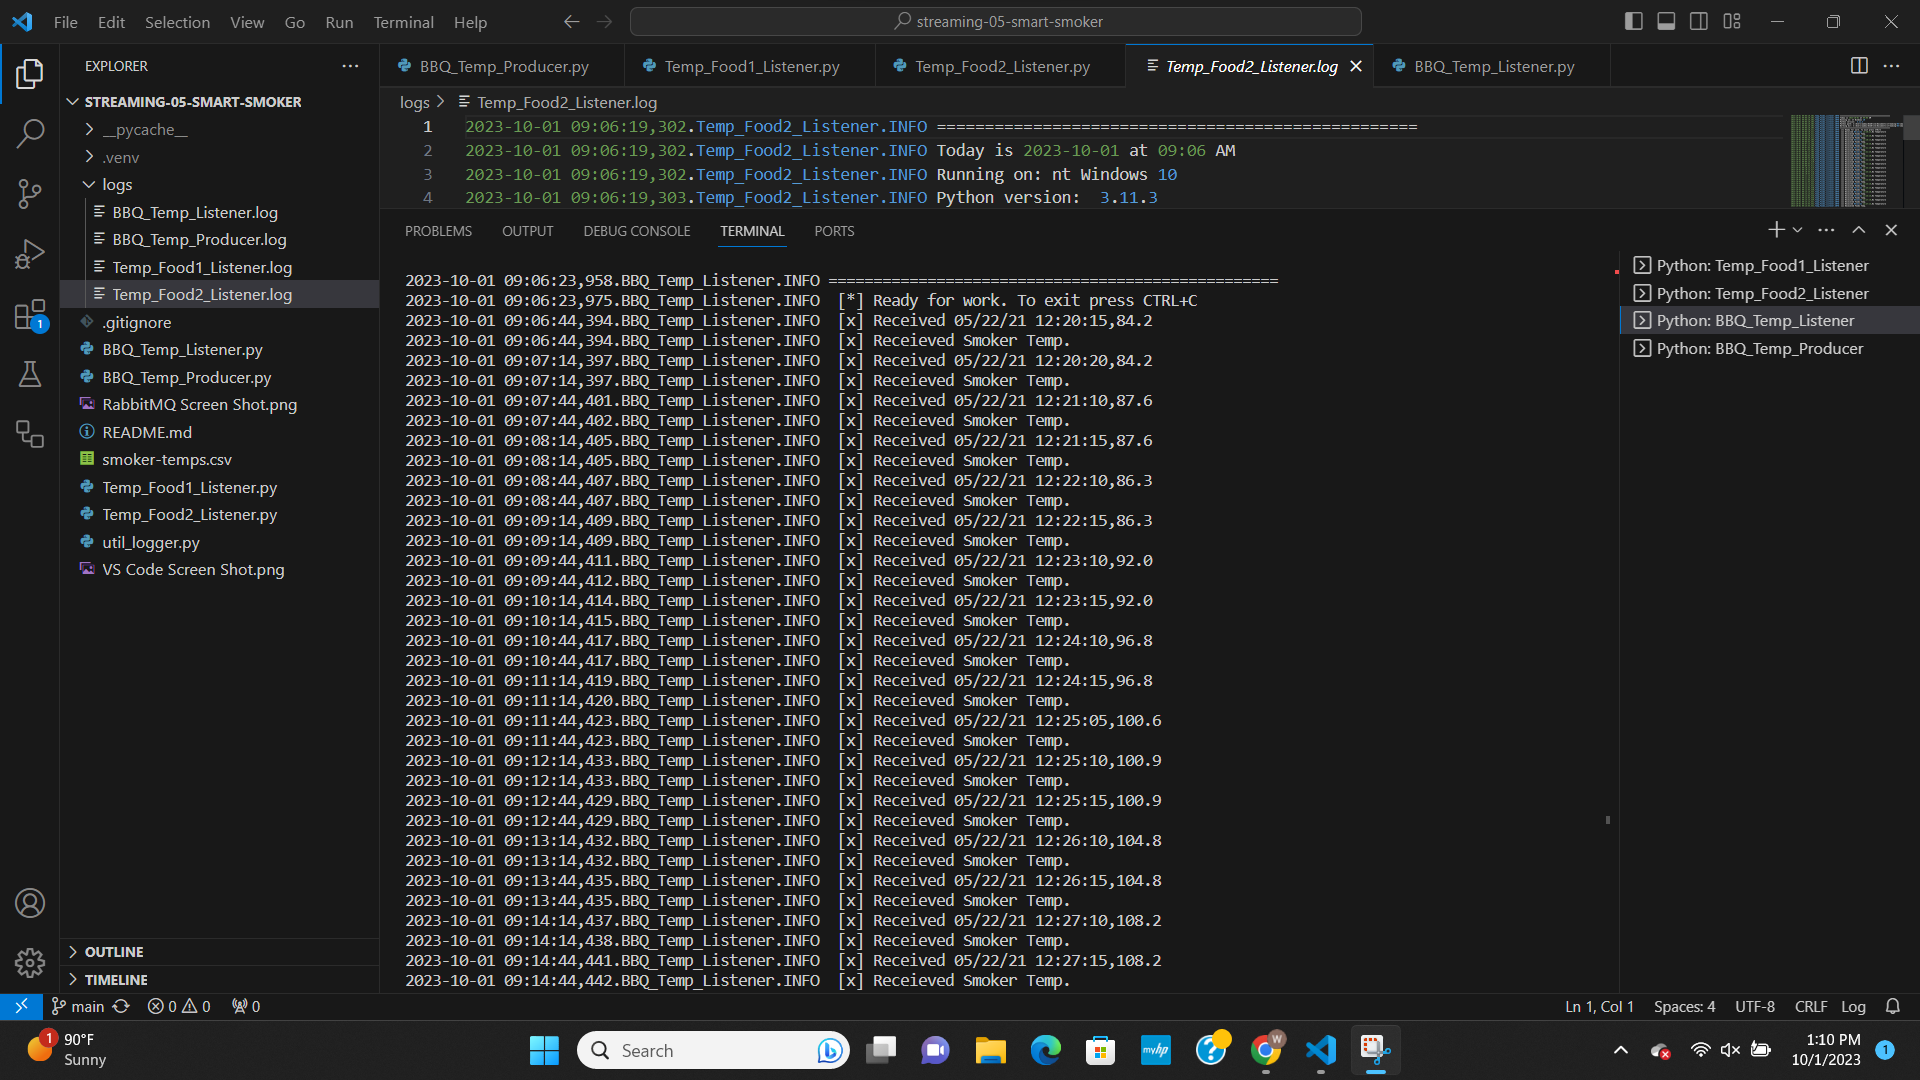 File Edit Selection View Go Run Terminal Help
streaming-05-smart-smoker
EXPLORER
STREAMING-05-SMART-SMOKER
__pycache__
.venv
logs
BBQ_Temp_Listener.log
BBQ_Temp_Producer.log
Temp_Food1_Listener.log
Temp_Food2_Listener.log
.gitignore
BBQ_Temp_Listener.py
BBQ_Temp_Producer.py
RabbitMQ Screen Shot.png
README.md
smoker-temps.csv
Temp_Food1_Listener.py
Temp_Food2_Listener.py
util_logger.py
VS Code Screen Shot.png
OUTLINE
TIMELINE
1
BBQ_Temp_Producer.py Temp_Food1_Listener.py Temp_Food2_Listener.py Temp_Food2_Listener.log BBQ_Temp_Listener.py
logs > Temp_Food2_Listener.log
1 2023-10-01 09:06:19,302.Temp_Food2_Listener.INFO ==================================================
2 2023-10-01 09:06:19,302.Temp_Food2_Listener.INFO Today is 2023-10-01 at 09:06 AM
3 2023-10-01 09:06:19,302.Temp_Food2_Listener.INFO Running on: nt Windows 10
4 2023-10-01 09:06:19,303.Temp_Food2_Listener.INFO Python version:  3.11.3
PROBLEMS OUTPUT DEBUG CONSOLE TERMINAL PORTS
2023-10-01 09:06:23,958.BBQ_Temp_Listener.INFO ==================================================
2023-10-01 09:06:23,975.BBQ_Temp_Listener.INFO  [*] Ready for work. To exit press CTRL+C
2023-10-01 09:06:44,394.BBQ_Temp_Listener.INFO  [x] Received 05/22/21 12:20:15,84.2
2023-10-01 09:06:44,394.BBQ_Temp_Listener.INFO  [x] Receieved Smoker Temp.
2023-10-01 09:07:14,397.BBQ_Temp_Listener.INFO  [x] Received 05/22/21 12:20:20,84.2
2023-10-01 09:07:14,397.BBQ_Temp_Listener.INFO  [x] Receieved Smoker Temp.
2023-10-01 09:07:44,401.BBQ_Temp_Listener.INFO  [x] Received 05/22/21 12:21:10,87.6
2023-10-01 09:07:44,402.BBQ_Temp_Listener.INFO  [x] Receieved Smoker Temp.
2023-10-01 09:08:14,405.BBQ_Temp_Listener.INFO  [x] Received 05/22/21 12:21:15,87.6
2023-10-01 09:08:14,405.BBQ_Temp_Listener.INFO  [x] Receieved Smoker Temp.
2023-10-01 09:08:44,407.BBQ_Temp_Listener.INFO  [x] Received 05/22/21 12:22:10,86.3
2023-10-01 09:08:44,407.BBQ_Temp_Listener.INFO  [x] Receieved Smoker Temp.
2023-10-01 09:09:14,409.BBQ_Temp_Listener.INFO  [x] Received 05/22/21 12:22:15,86.3
2023-10-01 09:09:14,409.BBQ_Temp_Listener.INFO  [x] Receieved Smoker Temp.
2023-10-01 09:09:44,411.BBQ_Temp_Listener.INFO  [x] Received 05/22/21 12:23:10,92.0
2023-10-01 09:09:44,412.BBQ_Temp_Listener.INFO  [x] Receieved Smoker Temp.
2023-10-01 09:10:14,414.BBQ_Temp_Listener.INFO  [x] Received 05/22/21 12:23:15,92.0
2023-10-01 09:10:14,415.BBQ_Temp_Listener.INFO  [x] Receieved Smoker Temp.
2023-10-01 09:10:44,417.BBQ_Temp_Listener.INFO  [x] Received 05/22/21 12:24:10,96.8
2023-10-01 09:10:44,417.BBQ_Temp_Listener.INFO  [x] Receieved Smoker Temp.
2023-10-01 09:11:14,419.BBQ_Temp_Listener.INFO  [x] Received 05/22/21 12:24:15,96.8
2023-10-01 09:11:14,420.BBQ_Temp_Listener.INFO  [x] Receieved Smoker Temp.
2023-10-01 09:11:44,423.BBQ_Temp_Listener.INFO  [x] Received 05/22/21 12:25:05,100.6
2023-10-01 09:11:44,423.BBQ_Temp_Listener.INFO  [x] Receieved Smoker Temp.
2023-10-01 09:12:14,433.BBQ_Temp_Listener.INFO  [x] Received 05/22/21 12:25:10,100.9
2023-10-01 09:12:14,433.BBQ_Temp_Listener.INFO  [x] Receieved Smoker Temp.
2023-10-01 09:12:44,429.BBQ_Temp_Listener.INFO  [x] Received 05/22/21 12:25:15,100.9
2023-10-01 09:12:44,429.BBQ_Temp_Listener.INFO  [x] Receieved Smoker Temp.
2023-10-01 09:13:14,432.BBQ_Temp_Listener.INFO  [x] Received 05/22/21 12:26:10,104.8
2023-10-01 09:13:14,432.BBQ_Temp_Listener.INFO  [x] Receieved Smoker Temp.
2023-10-01 09:13:44,435.BBQ_Temp_Listener.INFO  [x] Received 05/22/21 12:26:15,104.8
2023-10-01 09:13:44,435.BBQ_Temp_Listener.INFO  [x] Receieved Smoker Temp.
2023-10-01 09:14:14,437.BBQ_Temp_Listener.INFO  [x] Received 05/22/21 12:27:10,108.2
2023-10-01 09:14:14,438.BBQ_Temp_Listener.INFO  [x] Receieved Smoker Temp.
2023-10-01 09:14:44,441.BBQ_Temp_Listener.INFO  [x] Received 05/22/21 12:27:15,108.2
2023-10-01 09:14:44,442.BBQ_Temp_Listener.INFO  [x] Receieved Smoker Temp.
Python: Temp_Food1_Listener
Python: Temp_Food2_Listener
Python: BBQ_Temp_Listener
Python: BBQ_Temp_Producer
main 0 0 0 Ln 1, Col 1 Spaces: 4 UTF-8 CRLF Log
1 90°F
Sunny
Search
myhp
W
1:10 PM
10/1/2023
1